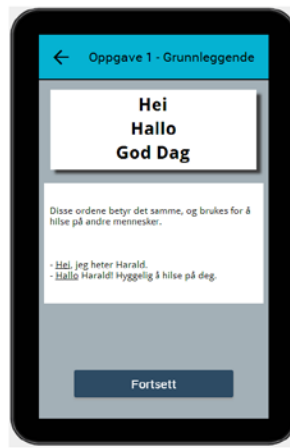 Oppgave 1 - Grunnleggende
Hei
Hallo
God Dag
Disse ordene betyr det samme, og brukes for å
hilse på andre mennesker.
- Hei, jeg heter Harald.
- Hallo Harald! Hyggelig å hilse på deg.
Fortsett